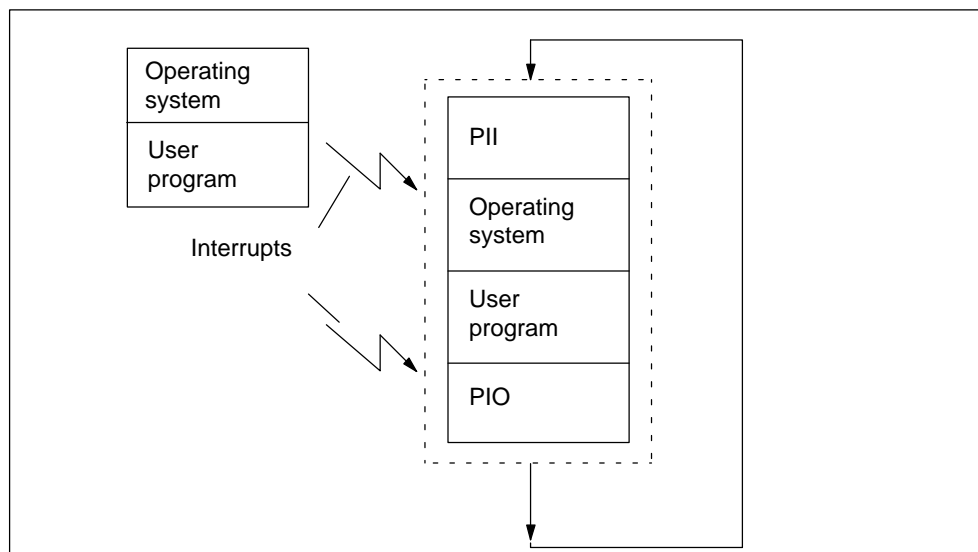 Operating
system
User
program
Interrupts
PII
Operating
system
User
program
PIO